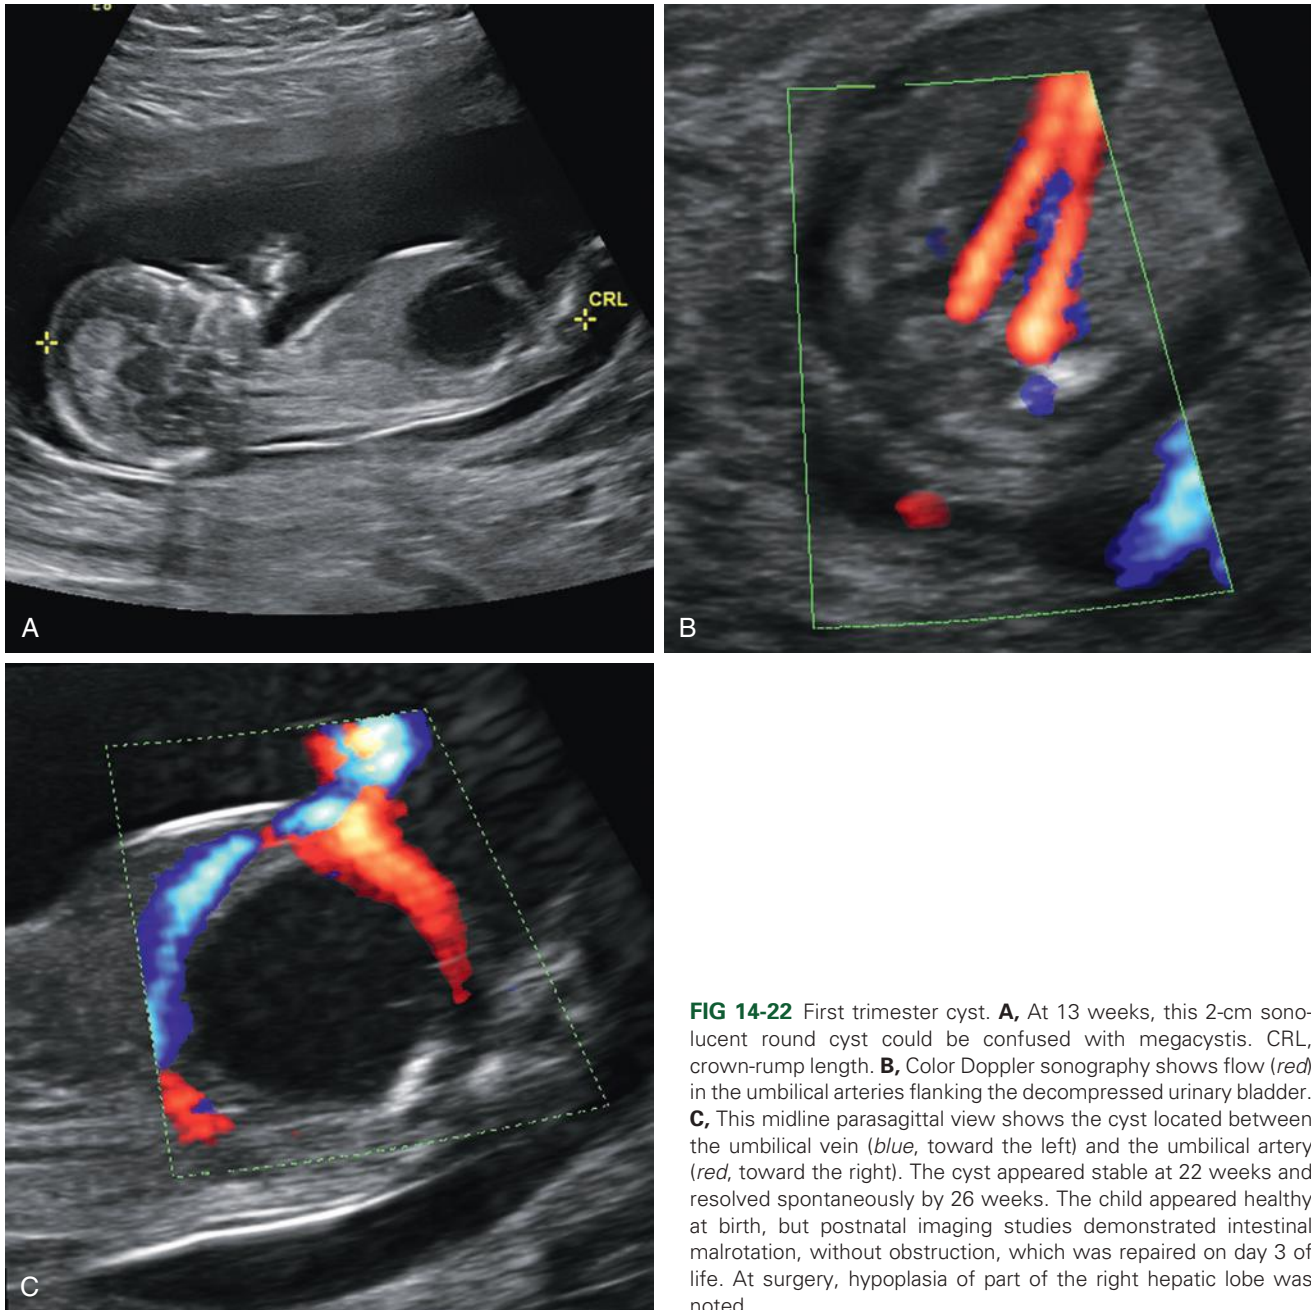 CRL
A
B
C
FIG 14-22 First trimester cyst. A, At 13 weeks, this 2-cm sono-
lucent round cyst could be confused with megacystis. CRL,
crown-rump length. B, Color Doppler sonography shows flow (red)
in the umbilical arteries flanking the decompressed urinary bladder.
C, This midline parasagittal view shows the cyst located between
the umbilical vein (blue, toward the left) and the umbilical artery
(red, toward the right). The cyst appeared stable at 22 weeks and
resolved spontaneously by 26 weeks. The child appeared healthy
at birth, but postnatal imaging studies demonstrated intestinal
malrotation, without obstruction, which was repaired on day 3 of
life. At surgery, hypoplasia of part of the right hepatic lobe was
noted.